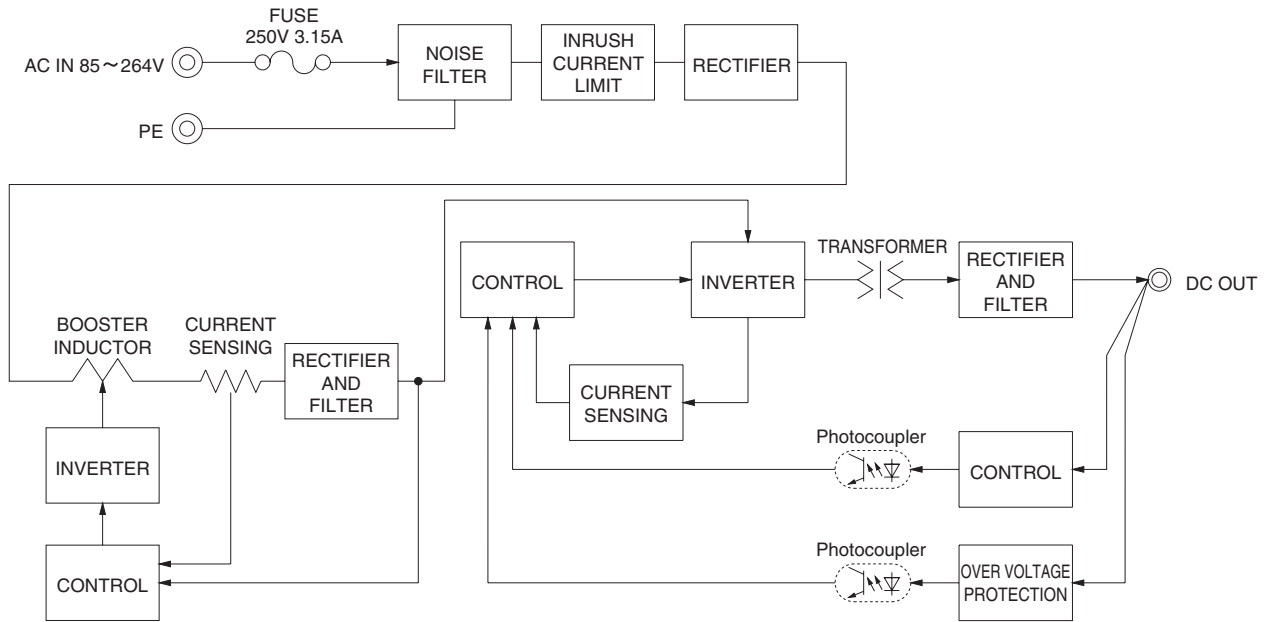 FUSE
250V 3.15A
AC IN 85～264V
NOISE
FILTER
INRUSH
CURRENT
LIMIT
RECTIFIER
PE
CONTROL
INVERTER
TRANSFORMER
RECTIFIER
AND
FILTER
DC OUT
BOOSTER
INDUCTOR
CURRENT
SENSING
RECTIFIER
AND
FILTER
CURRENT
SENSING
INVERTER
Photocoupler
CONTROL
CONTROL
Photocoupler
OVER VOLTAGE
PROTECTION